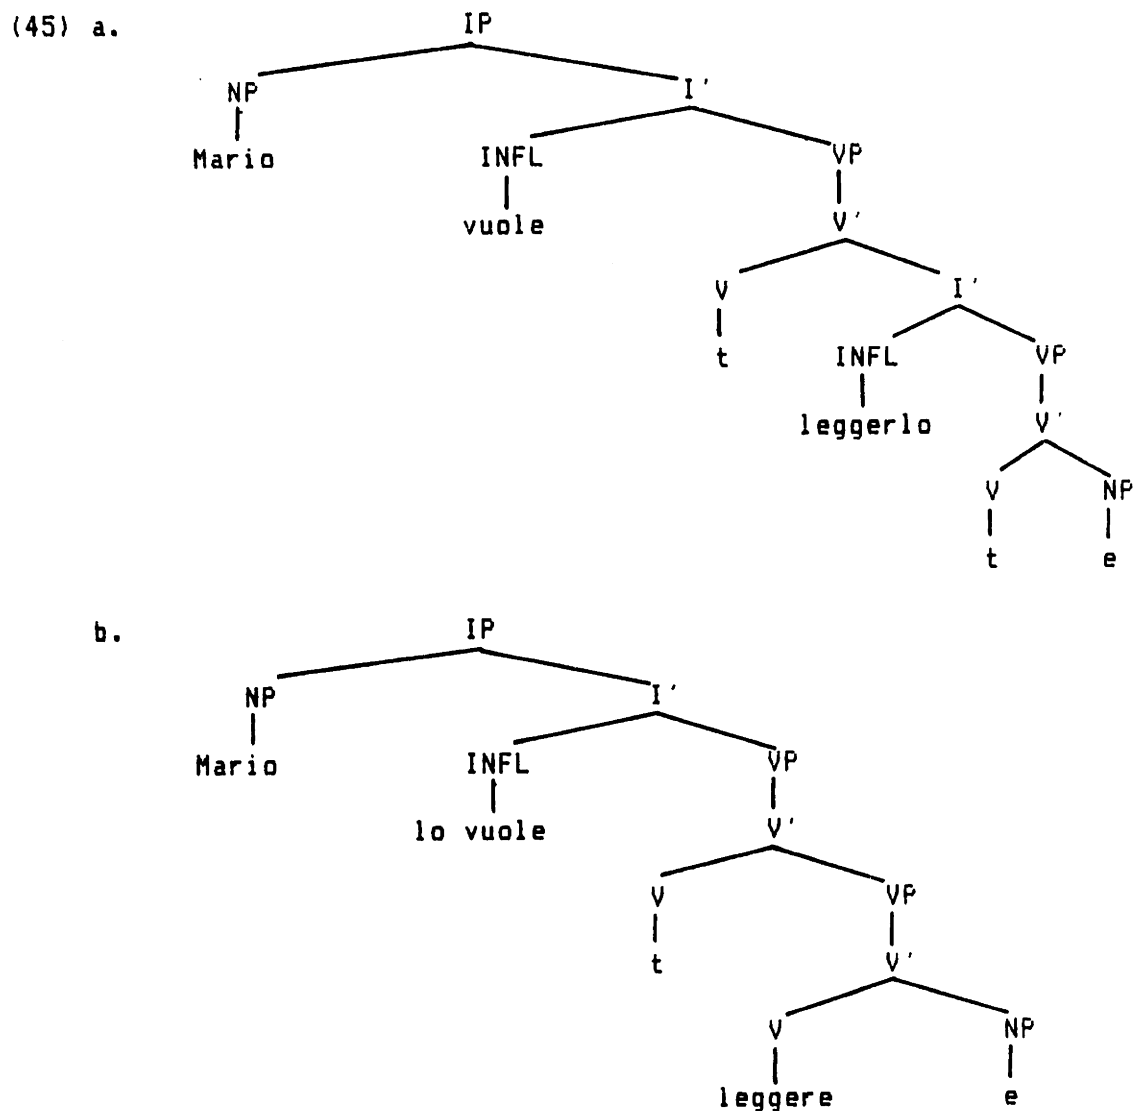 (45) a. IP
NP I'
Mario INFL VP
vuole V'
V I'
t INFL VP
leggerlo V'
V NP
t e
b. IP
NP I'
Mario INFL VP
lo vuole V'
V VP
t V'
V NP
leggere e